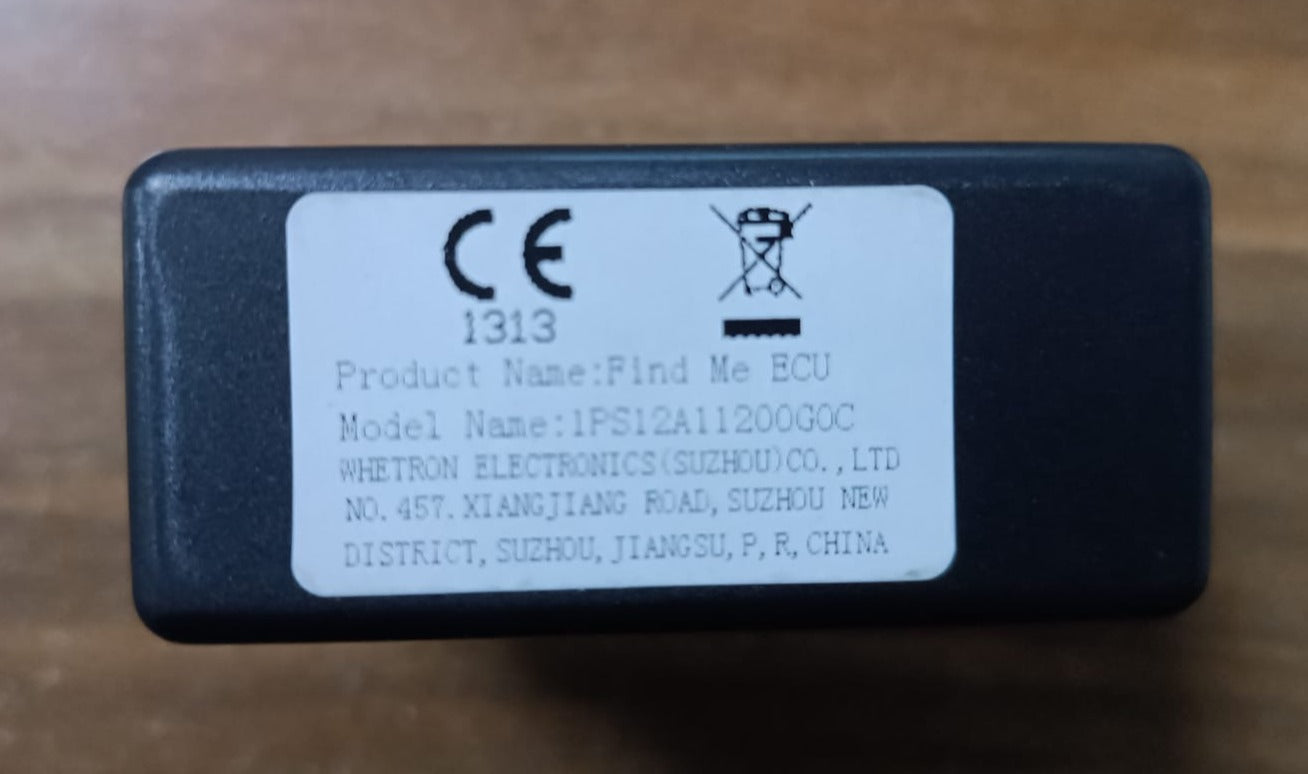 CE
1313
Product Name:Find Me ECU
Model Name:1PS12A11200G0C
WHETRON ELECTRONICS(SUZHOU)CO.,LTD
NO.457.XIANGJIANG ROAD,SUZHOU NEW
DISTRICT,SUZHOU,JIANGSU,P,R,CHINA